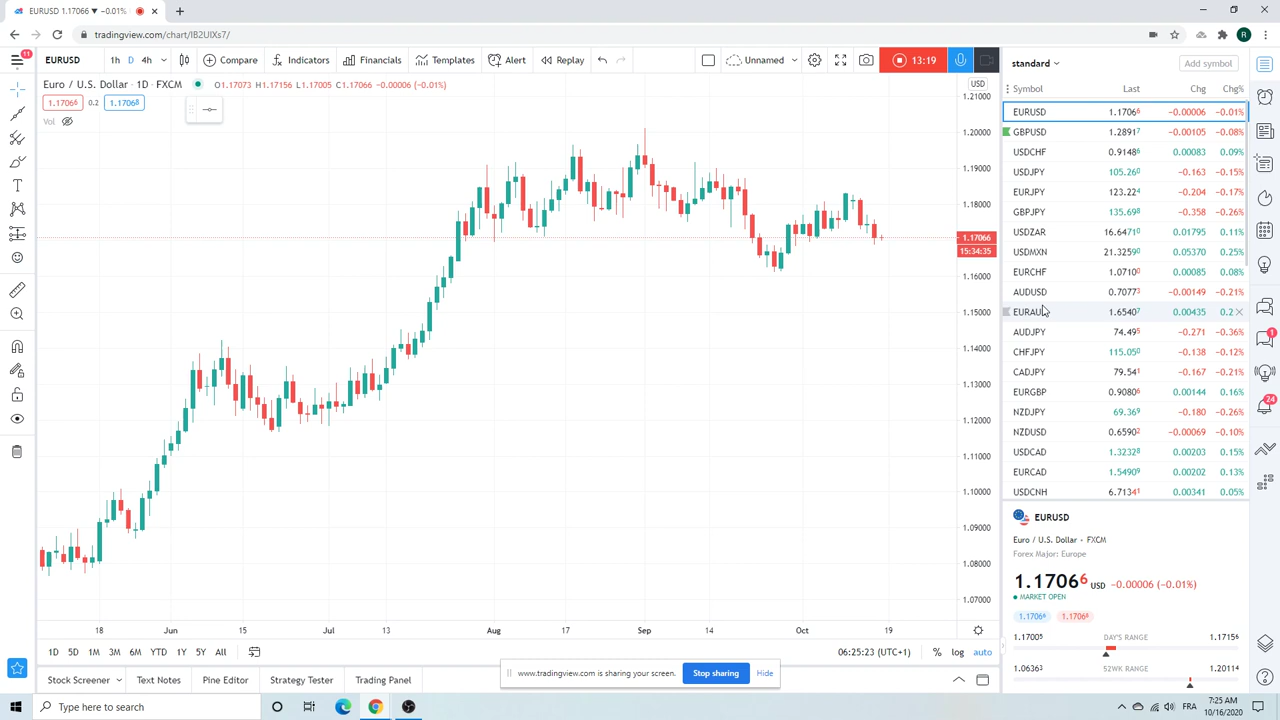 EURUSD 1.17066 ▼ −0.01%
tradingview.com/chart/IB2UIXs7/
R
11
EURUSD
1h D 4h
Compare
Indicators
Financials
Templates
Alert
Replay
Unnamed
13:19
Euro / U.S. Dollar • 1D • FXCM
O1.17073 H1.17156 L1.17005 C1.17066 −0.00006 (−0.01%)
1.17066 0.2 1.17068
Vol
USD
1.21000
1.20000
1.19000
1.18000
1.17066
15:34:35
1.16000
1.15000
1.14000
1.13000
1.12000
1.11000
1.10000
1.09000
1.08000
1.07000
18 Jun 15 Jul 13 Aug 17 Sep 14 Oct 19
1D 5D 1M 3M 6M YTD 1Y 5Y All
06:25:23 (UTC+1) % log auto
Stock Screener Text Notes Pine Editor Strategy Tester Trading Panel
www.tradingview.com is sharing your screen. Stop sharing Hide
standard Add symbol
Symbol Last Chg Chg%
EURUSD 1.17066 −0.00006 −0.01%
GBPUSD 1.28917 −0.00105 −0.08%
USDCHF 0.91486 0.00083 0.09%
USDJPY 105.260 −0.163 −0.15%
EURJPY 123.224 −0.204 −0.17%
GBPJPY 135.698 −0.358 −0.26%
USDZAR 16.64710 0.01795 0.11%
USDMXN 21.32590 0.05370 0.25%
EURCHF 1.07100 0.00085 0.08%
AUDUSD 0.70773 −0.00149 −0.21%
EURAU 1.65407 0.00435 0.2
AUDJPY 74.495 −0.271 −0.36%
CHFJPY 115.050 −0.138 −0.12%
CADJPY 79.541 −0.167 −0.21%
EURGBP 0.90806 0.00144 0.16%
NZDJPY 69.369 −0.180 −0.26%
NZDUSD 0.65902 −0.00069 −0.10%
USDCAD 1.32328 0.00203 0.15%
EURCAD 1.54909 0.00202 0.13%
USDCNH 6.71341 0.00341 0.05%
EURUSD
Euro / U.S. Dollar • FXCM
Forex Major: Europe
1.17066 USD −0.00006 (−0.01%)
MARKET OPEN
1.17066 1.17068
1.17005 DAY'S RANGE 1.17156
1.06363 52WK RANGE 1.20114
1
24
Type here to search
FRA
7:25 AM
10/16/2020